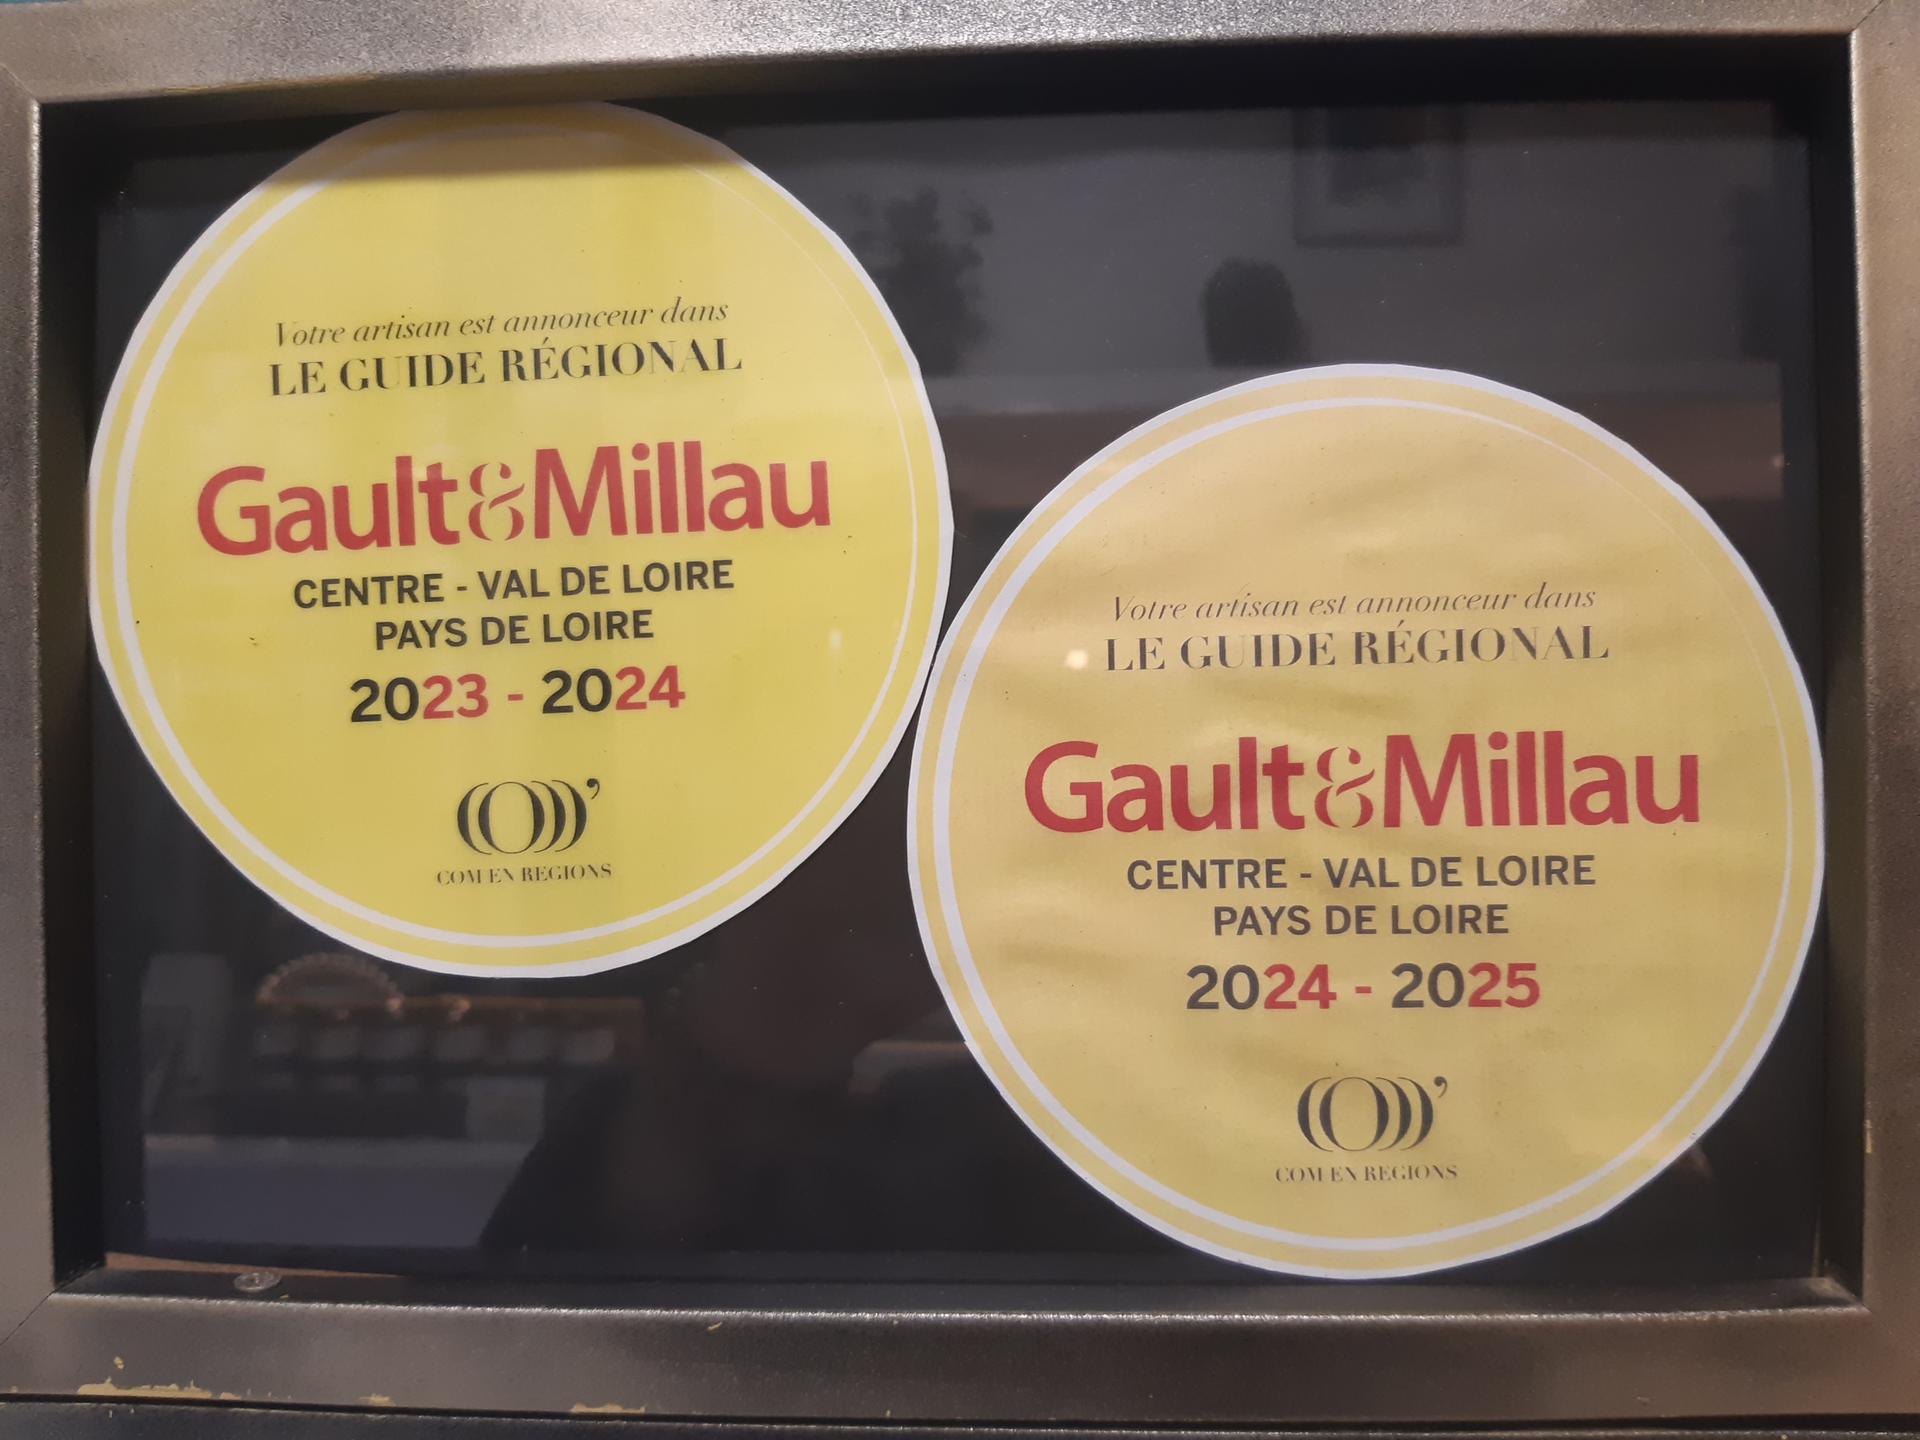 Votre artisan est annonceur dans
LE GUIDE RÉGIONAL
Gault&Millau
CENTRE - VAL DE LOIRE
PAYS DE LOIRE
2023 - 2024
COM EN REGIONS
Votre artisan est annonceur dans
LE GUIDE RÉGIONAL
Gault&Millau
CENTRE - VAL DE LOIRE
PAYS DE LOIRE
2024 - 2025
COM EN REGIONS